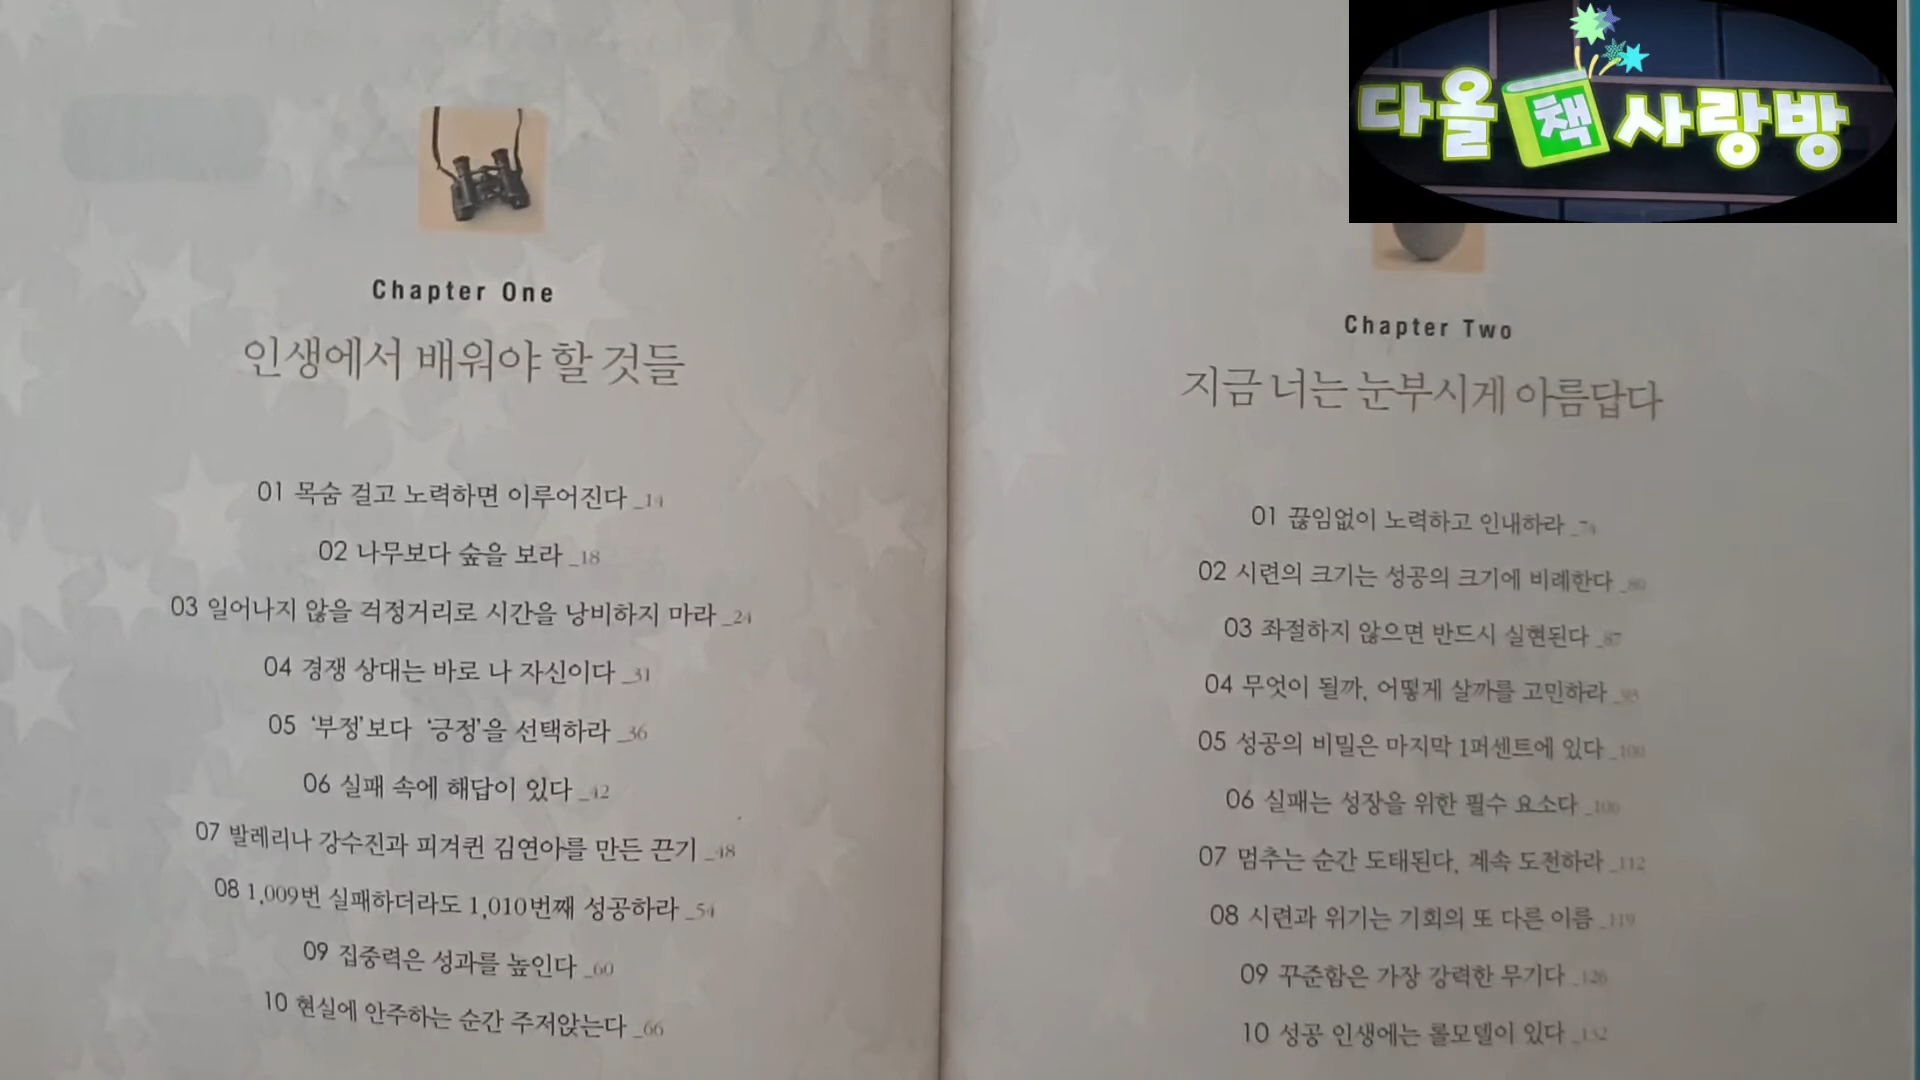 다올 책 사랑방
Chapter One
인생에서 배워야 할 것들
01 목숨 걸고 노력하면 이루어진다 _14
02 나무보다 숲을 보라 _18
03 일어나지 않을 걱정거리로 시간을 낭비하지 마라 _24
04 경쟁 상대는 바로 나 자신이다 _31
05 ‘부정’보다 ‘긍정’을 선택하라 _36
06 실패 속에 해답이 있다 _42
07 발레리나 강수진과 피겨퀸 김연아를 만든 끈기 _48
08 1,009번 실패하더라도 1,010번째 성공하라 _54
09 집중력은 성과를 높인다 _60
10 현실에 안주하는 순간 주저앉는다 _66
Chapter Two
지금 너는 눈부시게 아름답다
01 끊임없이 노력하고 인내하라
02 시련의 크기는 성공의 크기에 비례한다 _80
03 좌절하지 않으면 반드시 실현된다 _87
04 무엇이 될까, 어떻게 살까를 고민하라
05 성공의 비밀은 마지막 1퍼센트에 있다 _100
06 실패는 성장을 위한 필수 요소다 _106
07 멈추는 순간 도태된다, 계속 도전하라 _112
08 시련과 위기는 기회의 또 다른 이름 _119
09 꾸준함은 가장 강력한 무기다 _126
10 성공 인생에는 롤모델이 있다 _132